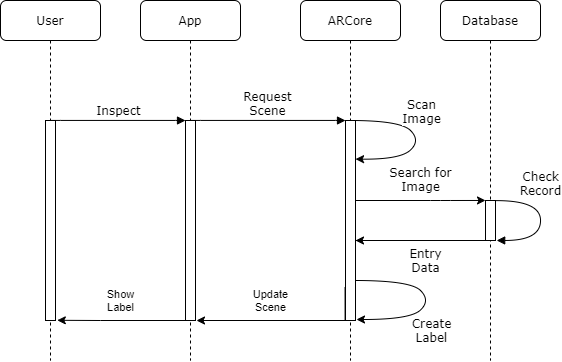 User
App
ARCore
Database
Inspect
Request
Scene
Scan
Image
Search for
Image
Check
Record
Entry
Data
Show
Label
Update
Scene
Create
Label